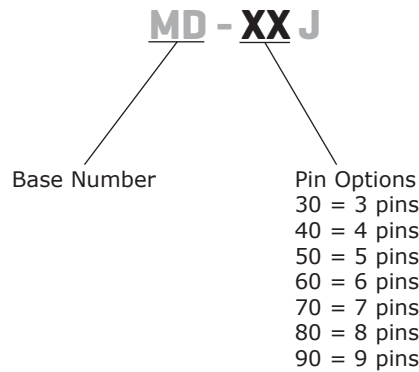 MD - XX J
Base Number
Pin Options
30 = 3 pins
40 = 4 pins
50 = 5 pins
60 = 6 pins
70 = 7 pins
80 = 8 pins
90 = 9 pins